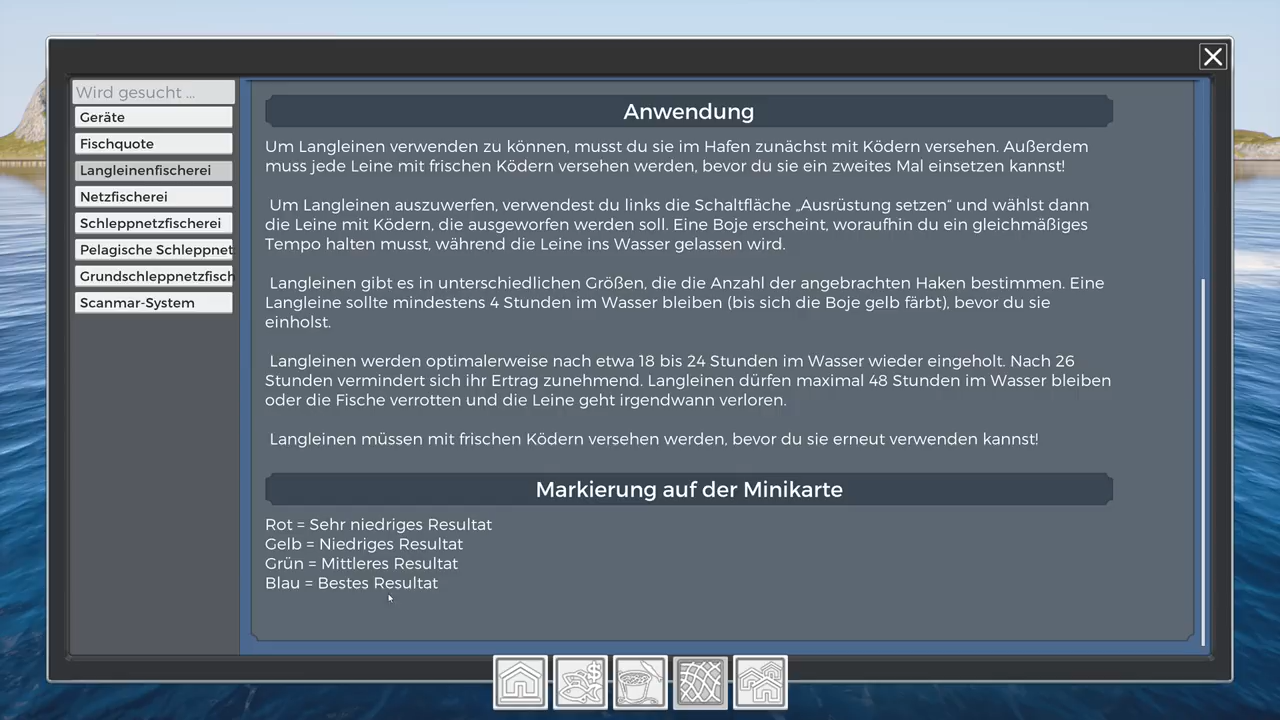 Wird gesucht ...
Geräte
Fischquote
Langleinenfischerei
Netzfischerei
Schleppnetzfischerei
Pelagische Schleppnet
Grundschleppnetzfisch
Scanmar-System
Anwendung
Um Langleinen verwenden zu können, musst du sie im Hafen zunächst mit Ködern versehen. Außerdem
muss jede Leine mit frischen Ködern versehen werden, bevor du sie ein zweites Mal einsetzen kannst!
Um Langleinen auszuwerfen, verwendest du links die Schaltfläche „Ausrüstung setzen“ und wählst dann
die Leine mit Ködern, die ausgeworfen werden soll. Eine Boje erscheint, woraufhin du ein gleichmäßiges
Tempo halten musst, während die Leine ins Wasser gelassen wird.
Langleinen gibt es in unterschiedlichen Größen, die die Anzahl der angebrachten Haken bestimmen. Eine
Langleine sollte mindestens 4 Stunden im Wasser bleiben (bis sich die Boje gelb färbt), bevor du sie
einholst.
Langleinen werden optimalerweise nach etwa 18 bis 24 Stunden im Wasser wieder eingeholt. Nach 26
Stunden vermindert sich ihr Ertrag zunehmend. Langleinen dürfen maximal 48 Stunden im Wasser bleiben
oder die Fische verrotten und die Leine geht irgendwann verloren.
Langleinen müssen mit frischen Ködern versehen werden, bevor du sie erneut verwenden kannst!
Markierung auf der Minikarte
Rot = Sehr niedriges Resultat
Gelb = Niedriges Resultat
Grün = Mittleres Resultat
Blau = Bestes Resultat